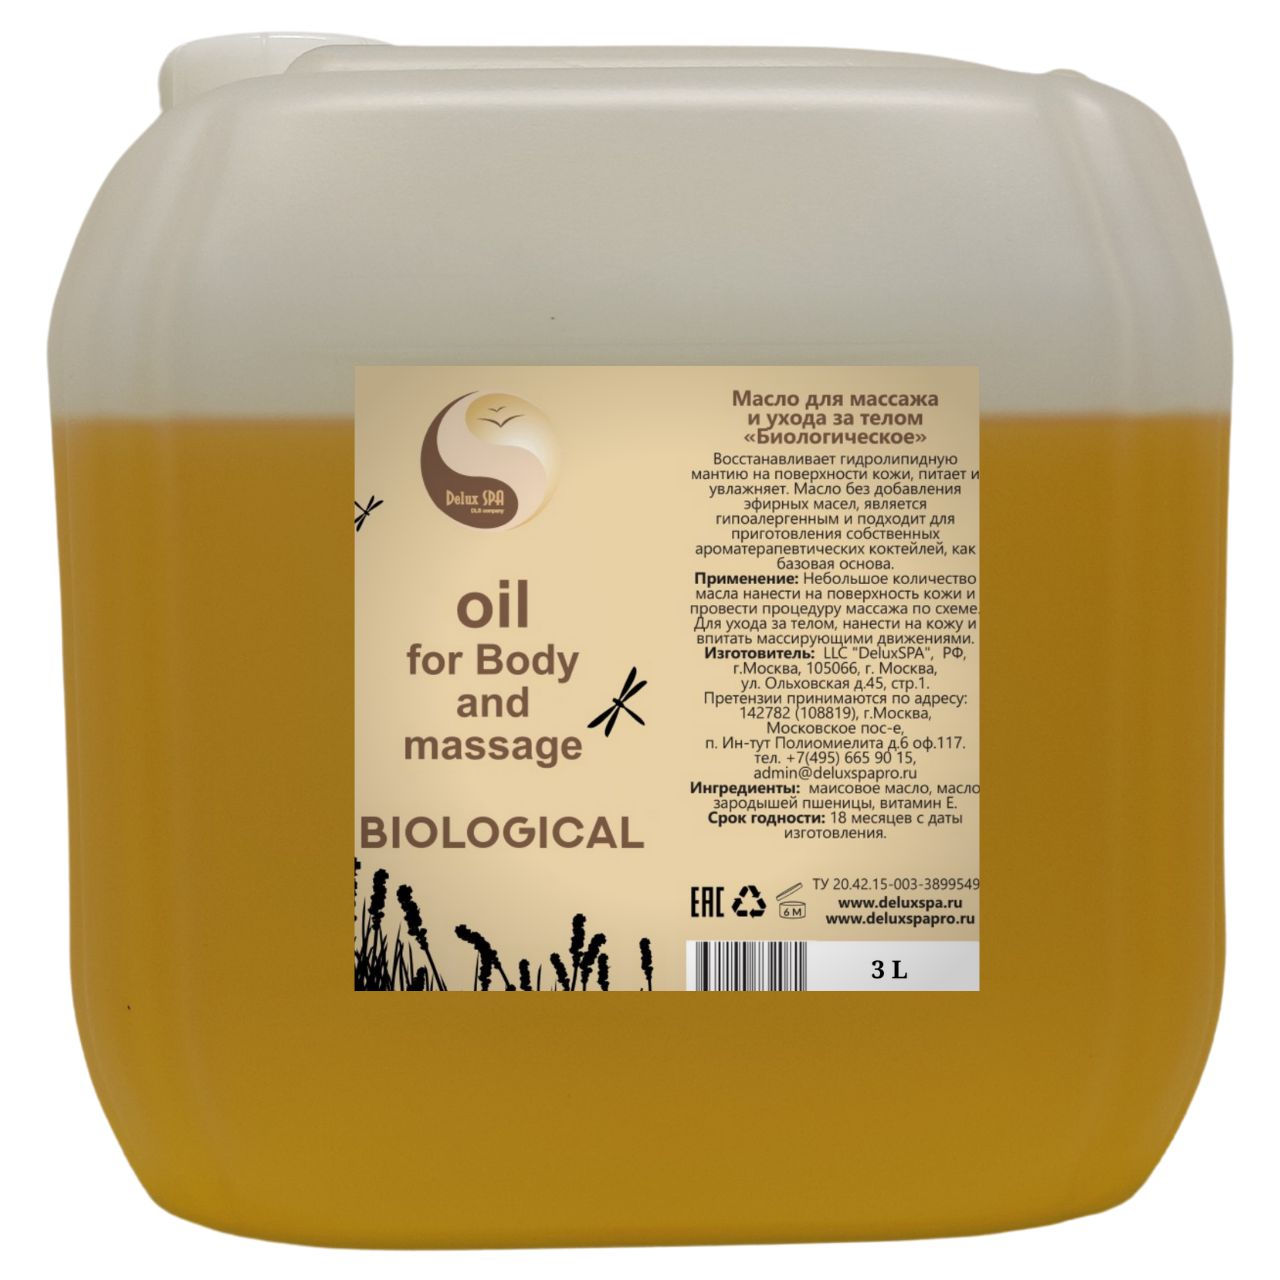 Delux SPA
DLS company
oil
for Body
and
massage
BIOLOGICAL
Масло для массажа
и ухода за телом
«Биологическое»
Восстанавливает гидролипидную
мантию на поверхности кожи, питает и
увлажняет. Масло без добавления
эфирных масел, является
гипоалергенным и подходит для
приготовления собственных
ароматерапевтических коктейлей, как
базовая основа.
Применение: Небольшое количество
масла нанести на поверхность кожи и
провести процедуру массажа по схеме.
Для ухода за телом, нанести на кожу и
впитать массирующими движениями.
Изготовитель: LLC "DeluxSPA", РФ,
г.Москва, 105066, г. Москва,
ул. Ольховская д.45, стр.1.
Претензии принимаются по адресу:
142782 (108819), г.Москва,
Московское пос-е,
п. Ин-тут Полиомиелита д.6 оф.117.
тел. +7(495) 665 90 15,
admin@deluxspapro.ru
Ингредиенты: маисовое масло, масло
зародышей пшеницы, витамин Е.
Срок годности: 18 месяцев с даты
изготовления.
EAC
6 M
ТУ 20.42.15-003-3899549
www.deluxspa.ru
www.deluxspapro.ru
3 L